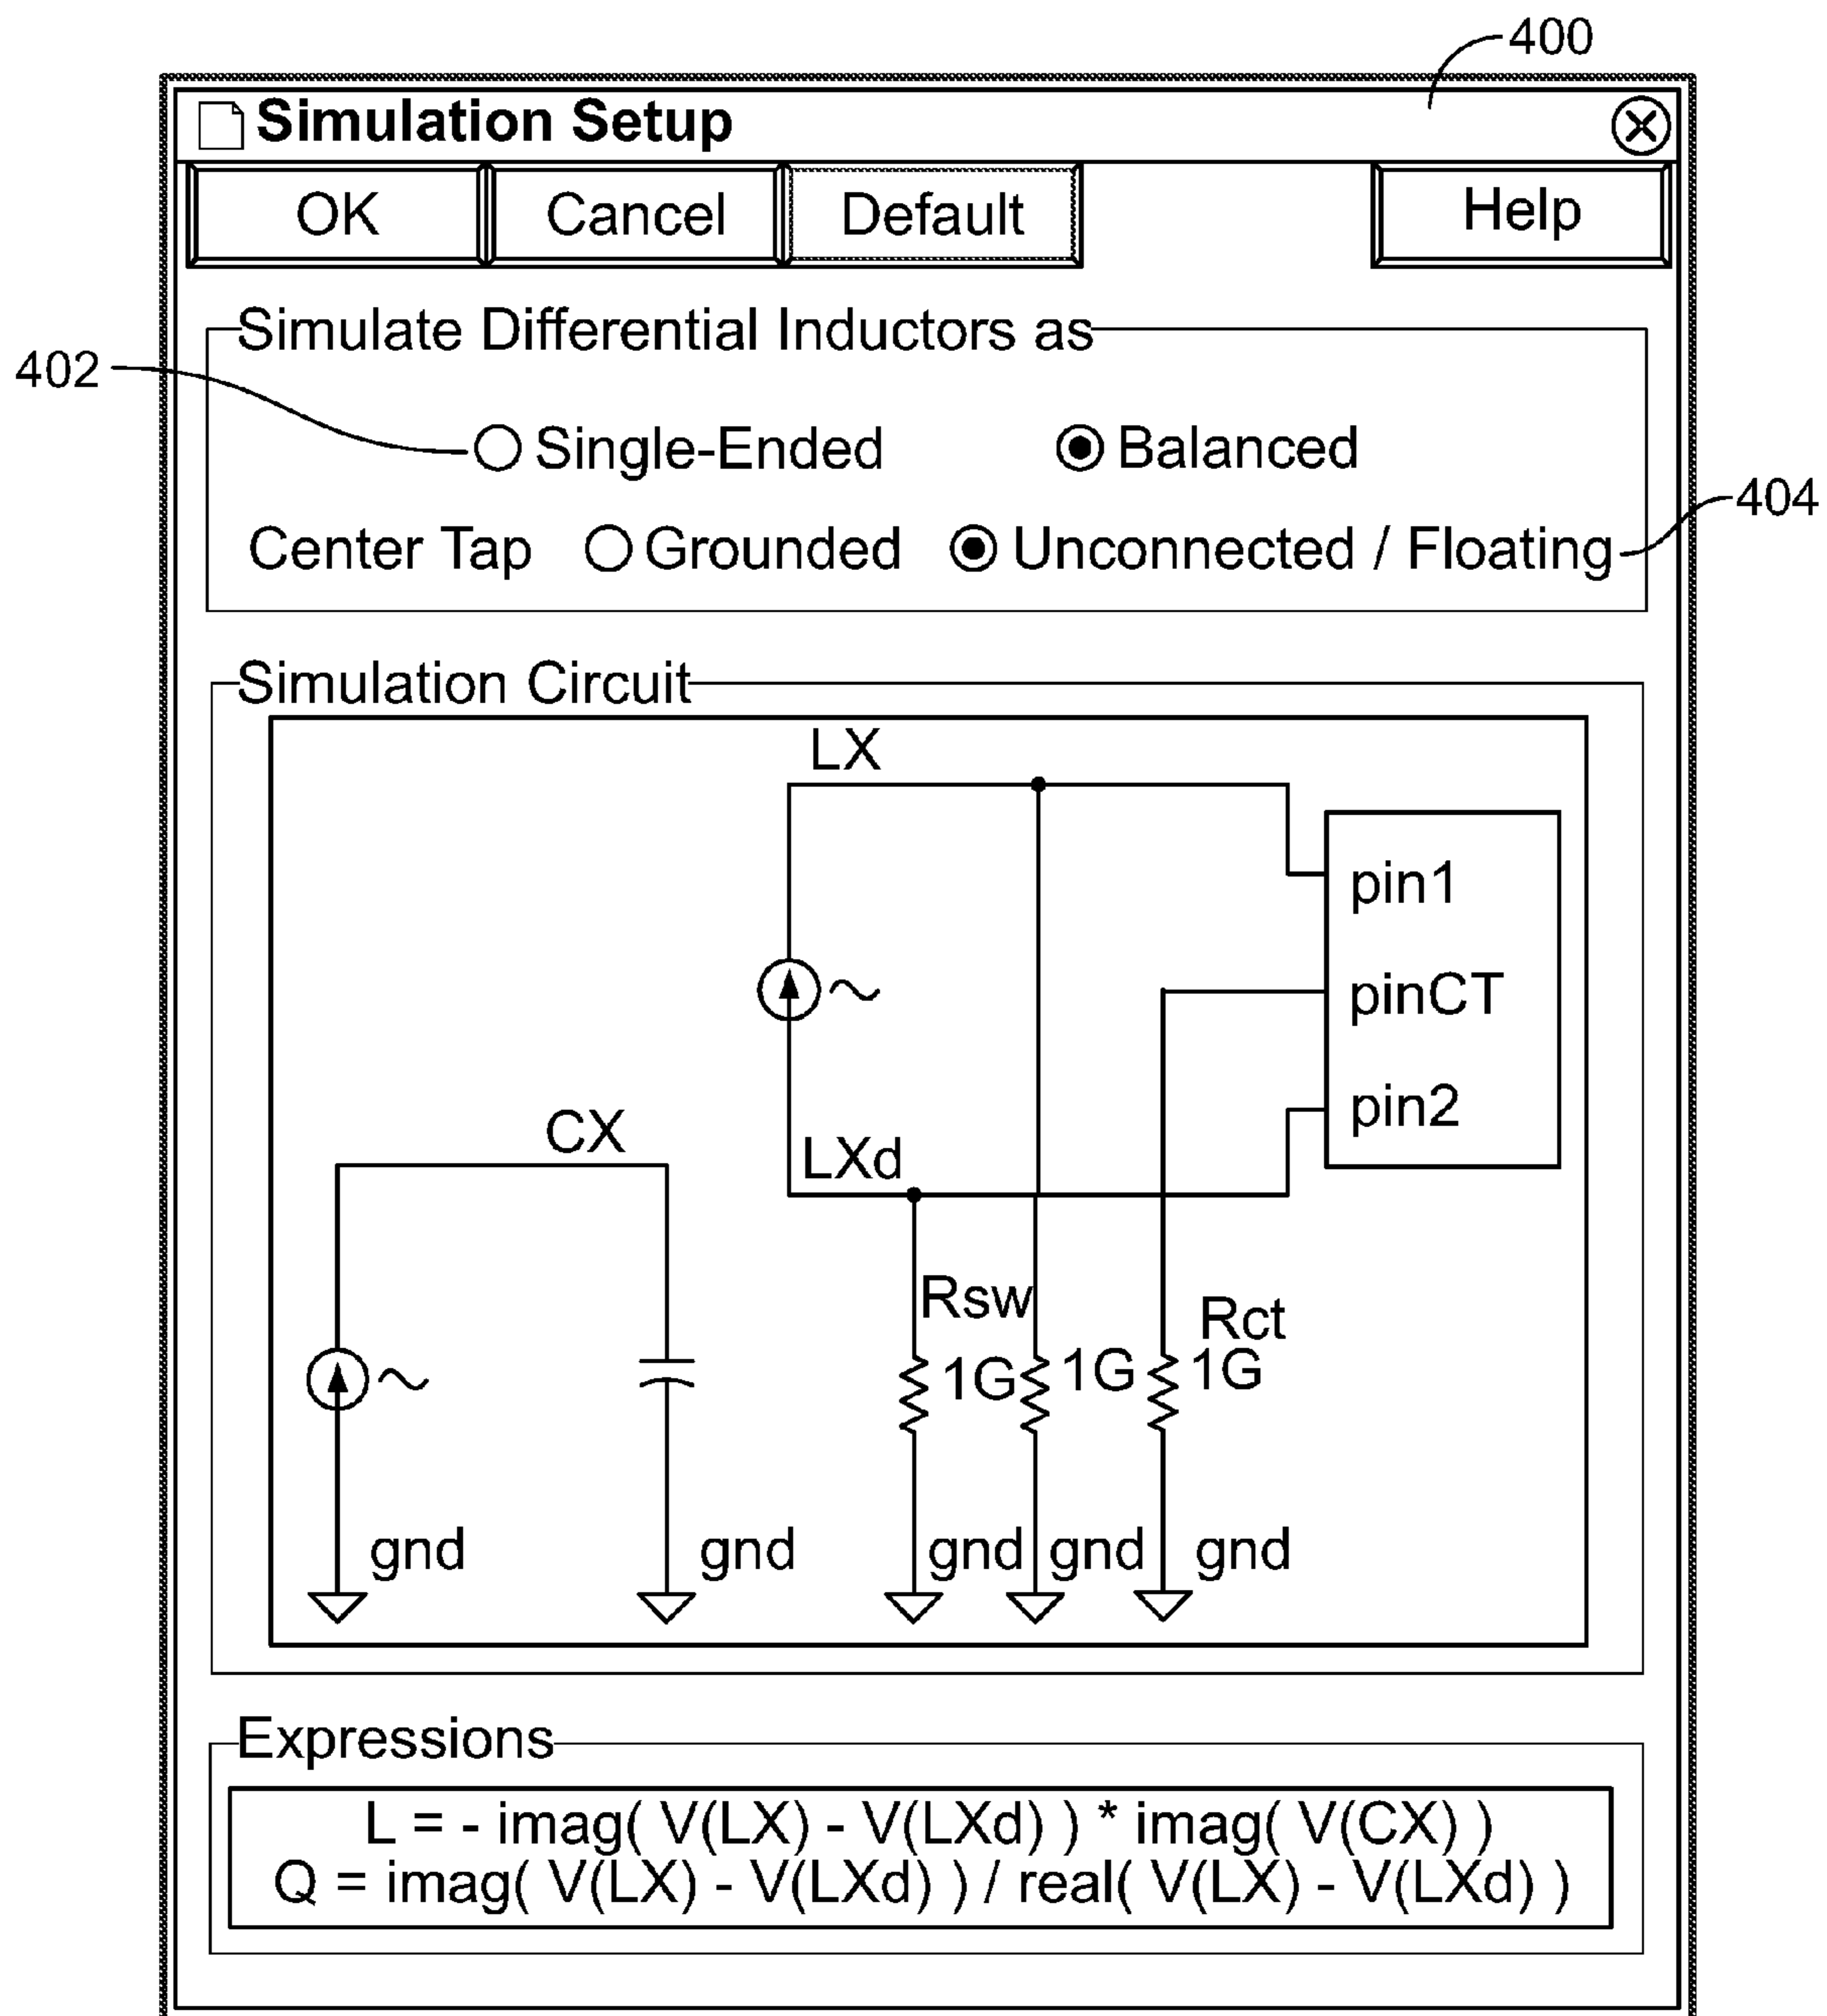 400
Simulation Setup
OK Cancel Default Help
Simulate Differential Inductors as
402
Single-Ended Balanced
404
Center Tap Grounded Unconnected / Floating
Simulation Circuit
LX
pin1
pinCT
pin2
CX
LXd
Rsw
Rct
1G 1G 1G
gnd gnd gnd gnd gnd
Expressions
L = - imag( V(LX) - V(LXd) ) * imag( V(CX) )
Q = imag( V(LX) - V(LXd) ) / real( V(LX) - V(LXd) )